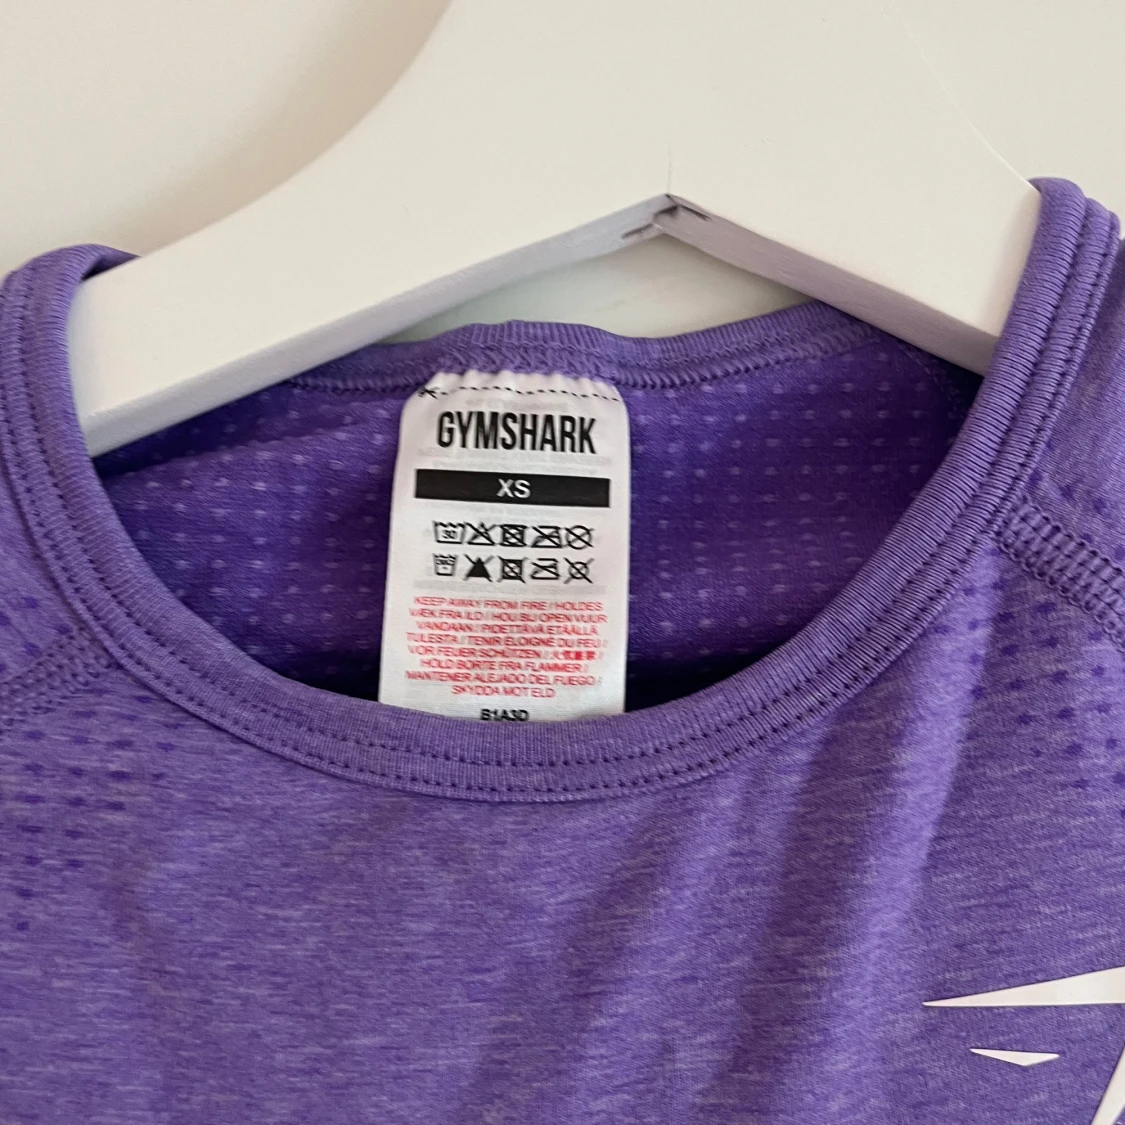 GYMSHARK
XS
30
KEEP AWAY FROM FIRE / HOLDES
VÆK FRA ILD / HOU BIJ OPEN VUUR
VANDAAN / PIDETTÄVÄ ETÄÄLLÄ
TULESTA / TENIR ÉLOIGNÉ DU FEU /
VOR FEUER SCHÜTZEN /
HOLD BORTE FRA FLAMMER /
MANTENER ALEJADO DEL FUEGO /
SKYDDA MOT ELD
B1A3D